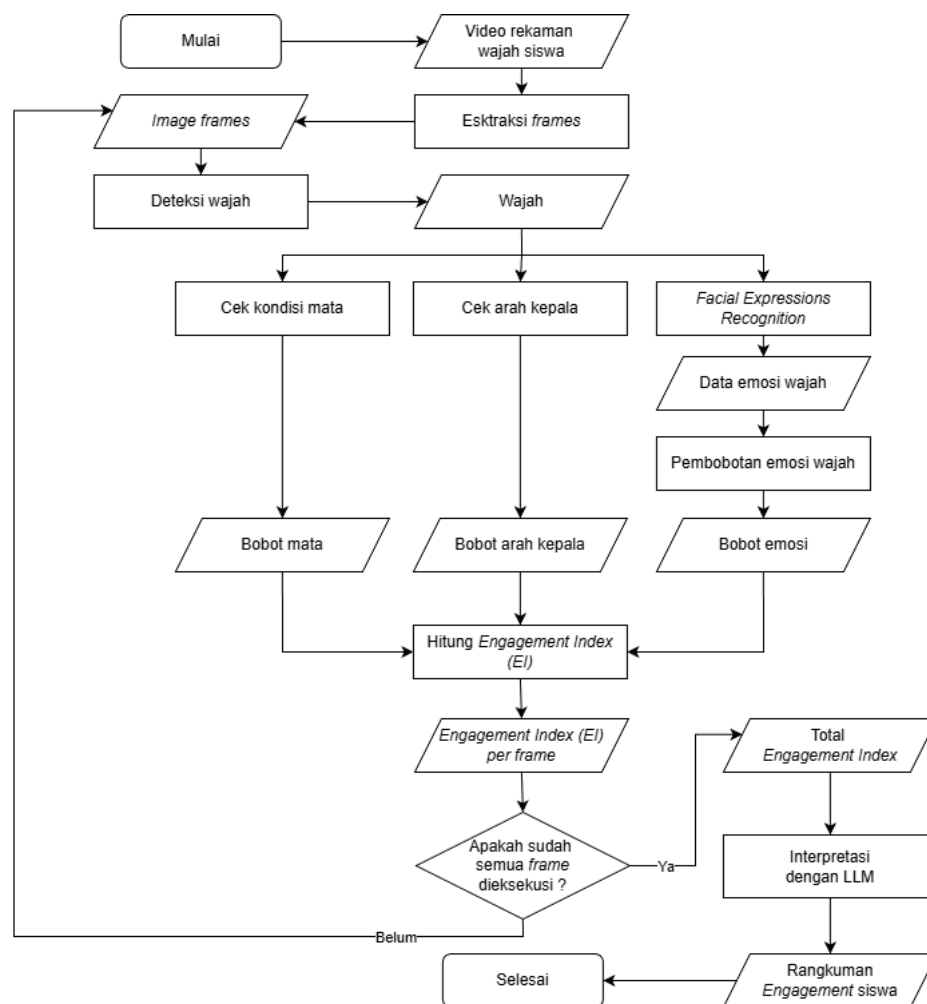 Mulai
Video rekaman
wajah siswa
Image frames
Esktraksi frames
Deteksi wajah
Wajah
Cek kondisi mata
Cek arah kepala
Facial Expressions
Recognition
Data emosi wajah
Pembobotan emosi wajah
Bobot mata
Bobot arah kepala
Bobot emosi
Hitung Engagement Index
(EI)
Engagement Index (EI)
per frame
Total
Engagement Index
Apakah sudah
semua frame
dieksekusi ?
Ya
Interpretasi
dengan LLM
Belum
Selesai
Rangkuman
Engagement siswa